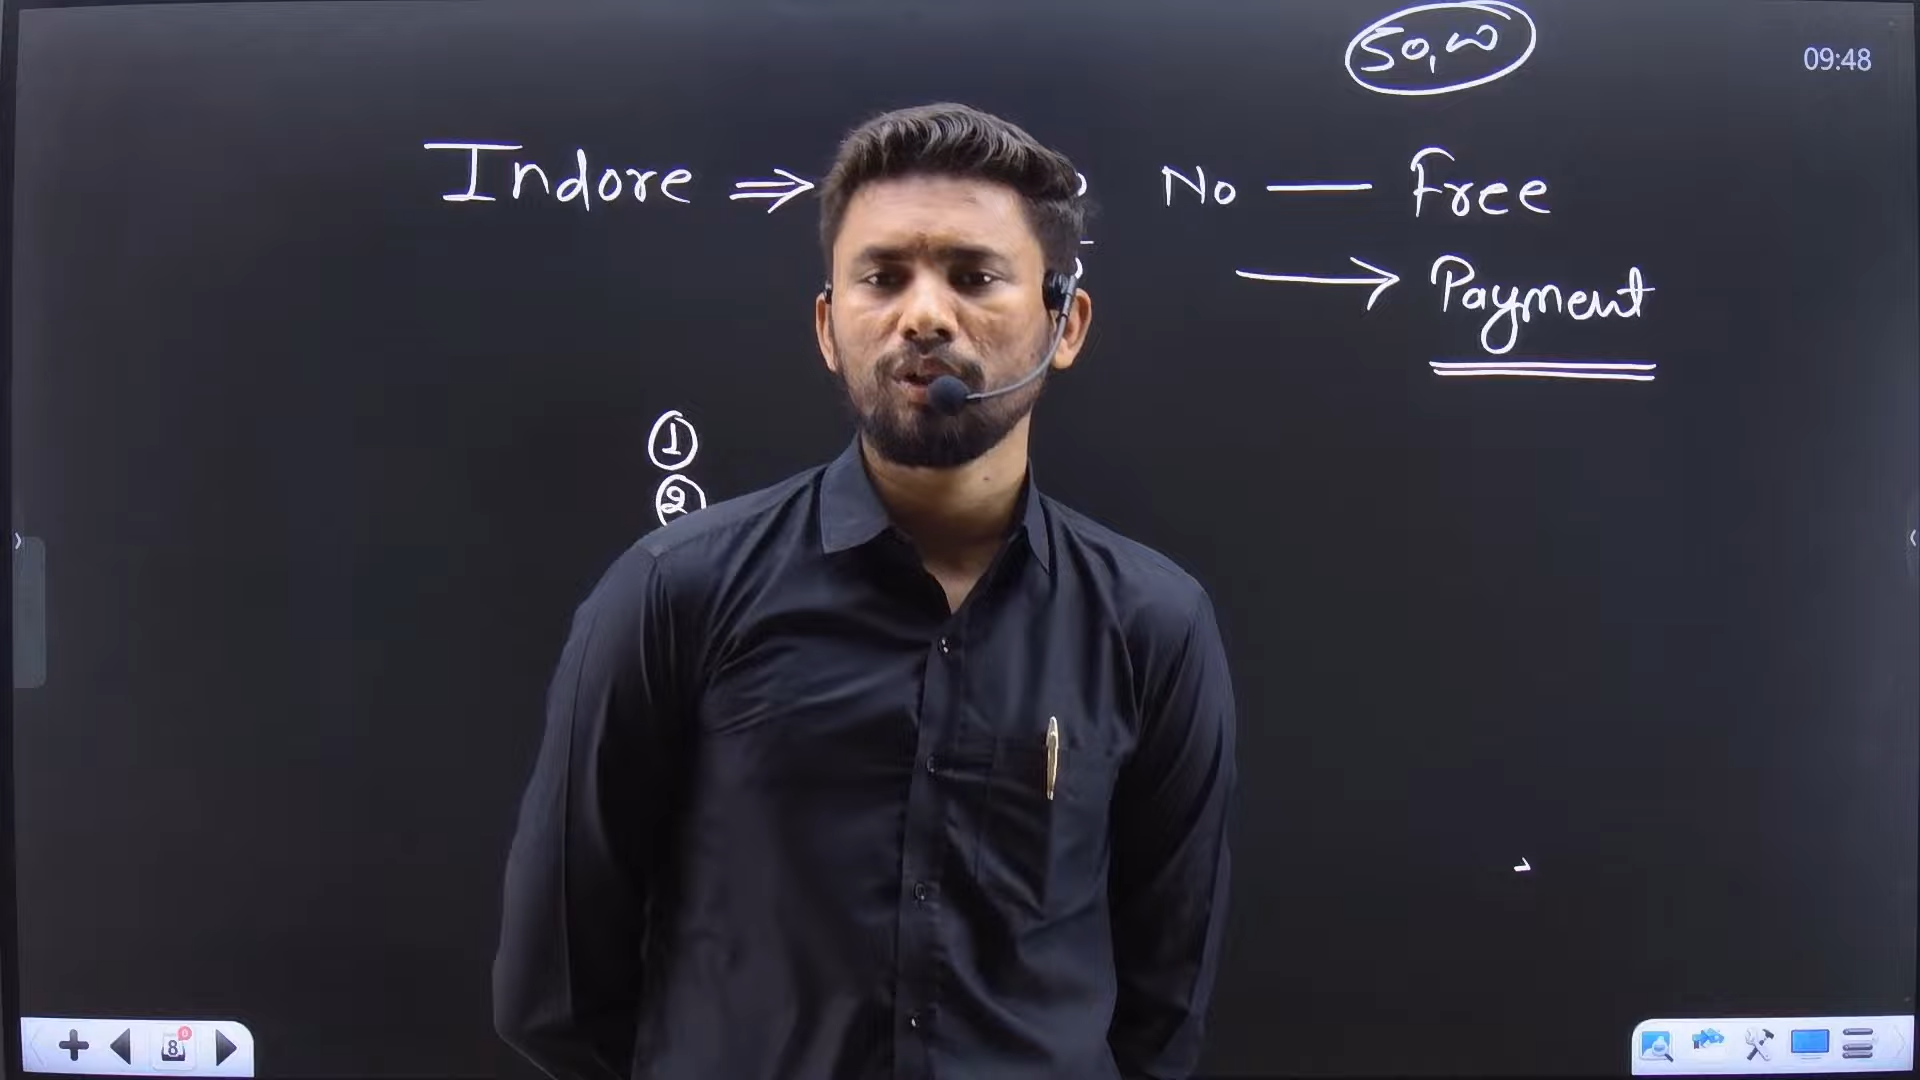 50,00
09:48
Indore ⇒ No — Free
→ Payment
1
2
8